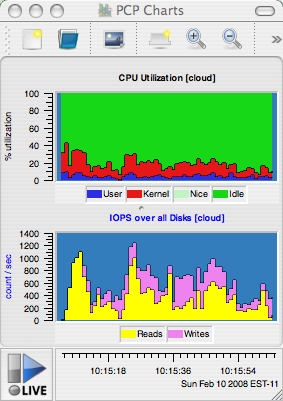 PCP Charts
CPU Utilization [cloud]
% utilization
100
80
60
40
20
0
User Kernel Nice Idle
IOPS over all Disks [cloud]
count / sec
1400
1200
1000
800
600
400
200
0
Reads Writes
10:15:18 10:15:36 10:15:54
LIVE
Sun Feb 10 2008 EST-11